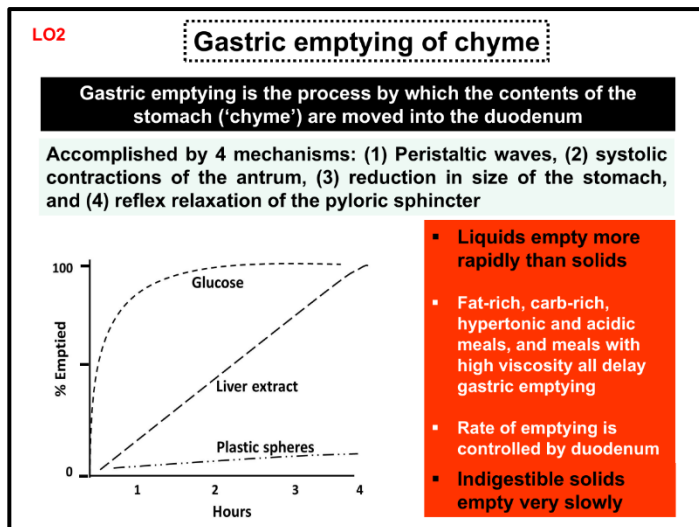 LO2
Gastric emptying of chyme
Gastric emptying is the process by which the contents of the
stomach (‘chyme’) are moved into the duodenum
Accomplished by 4 mechanisms: (1) Peristaltic waves, (2) systolic
contractions of the antrum, (3) reduction in size of the stomach,
and (4) reflex relaxation of the pyloric sphincter
% Emptied
100
0
Glucose
Liver extract
Plastic spheres
1 2 3 4
Hours
▪ Liquids empty more
rapidly than solids
▪ Fat-rich, carb-rich,
hypertonic and acidic
meals, and meals with
high viscosity all delay
gastric emptying
▪ Rate of emptying is
controlled by duodenum
▪ Indigestible solids
empty very slowly